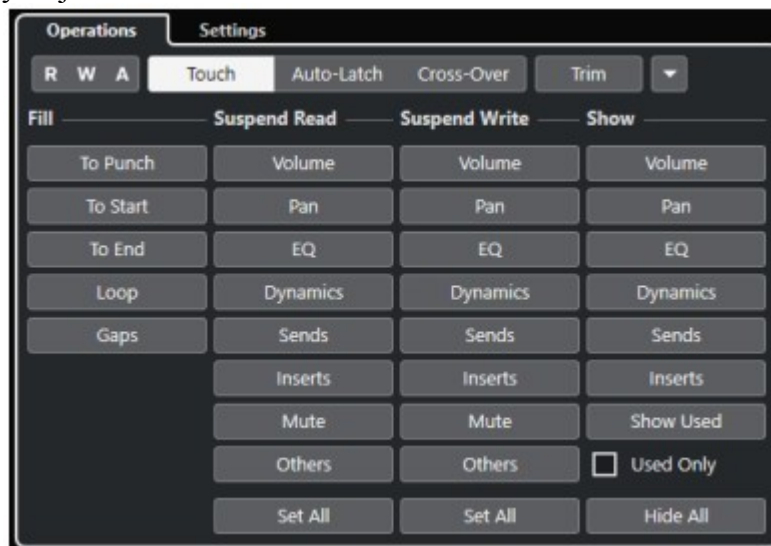 Operations Settings
R W A Touch Auto-Latch Cross-Over Trim
Fill Suspend Read Suspend Write Show
To Punch Volume Volume Volume
To Start Pan Pan Pan
To End EQ EQ EQ
Loop Dynamics Dynamics Dynamics
Gaps Sends Sends Sends
Inserts Inserts Inserts
Mute Mute Show Used
Others Others Used Only
Set All Set All Hide All